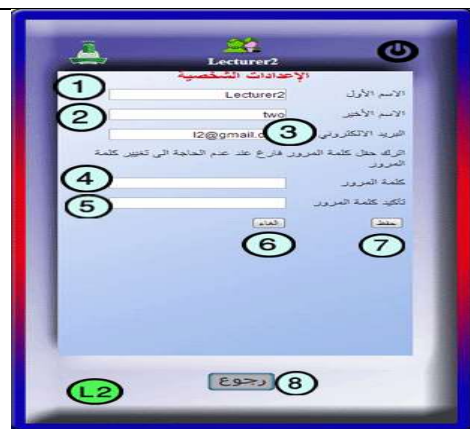 Lecturer2
الإعدادات الشخصية
1 Lecturer2 الاسم الأول
2 two الاسم الأخير
3 l2@gmail.c البريد الالكتروني
اترك حقل كلمة المرور فارغ عند عدم الحاجة الى تغيير كلمة
المرور
4 كلمة المرور
5 تأكيد كلمة المرور
حفظ الغاء
7 6
رجوع 8
L2